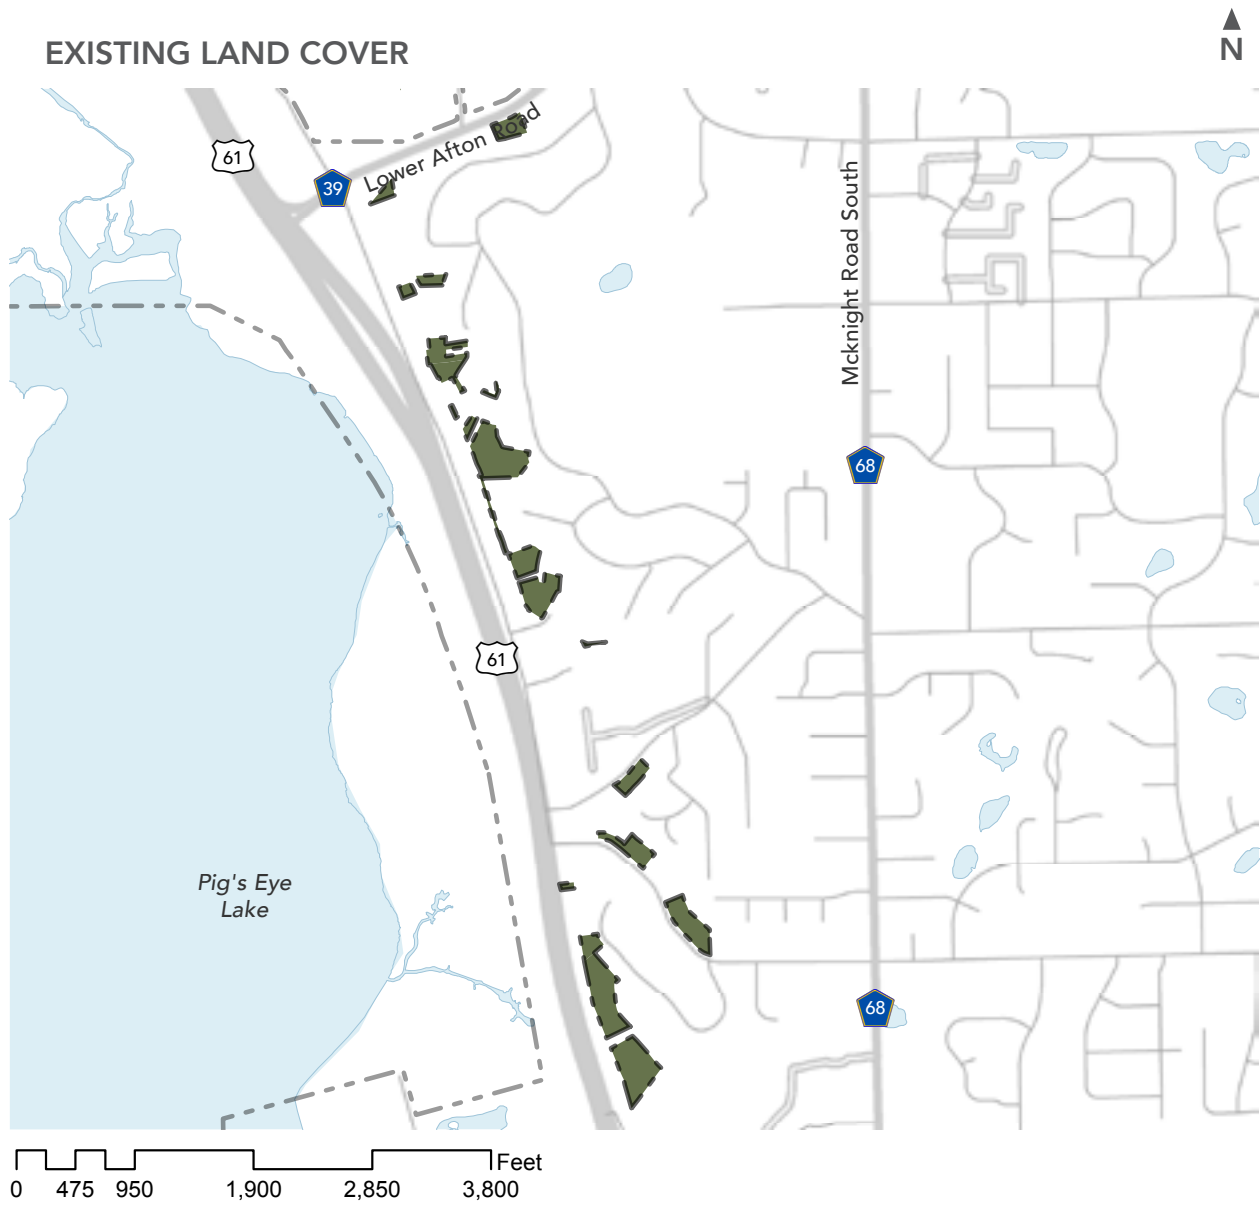 EXISTING LAND COVER
N
61
39
Lower Afton Road
Mcknight Road South
68
61
Pig's Eye
Lake
68
Feet
0 475 950 1,900 2,850 3,800